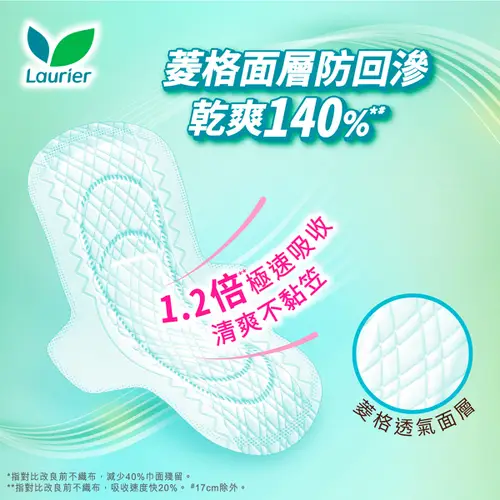 Laurier
菱格面層防回滲
乾爽140%*#
1.2倍**極速吸收
清爽不黏笠
菱格透氣面層
*指對比改良前不織布，減少40%巾面殘留。
**指對比改良前不織布，吸收速度快20%。 #17cm除外。